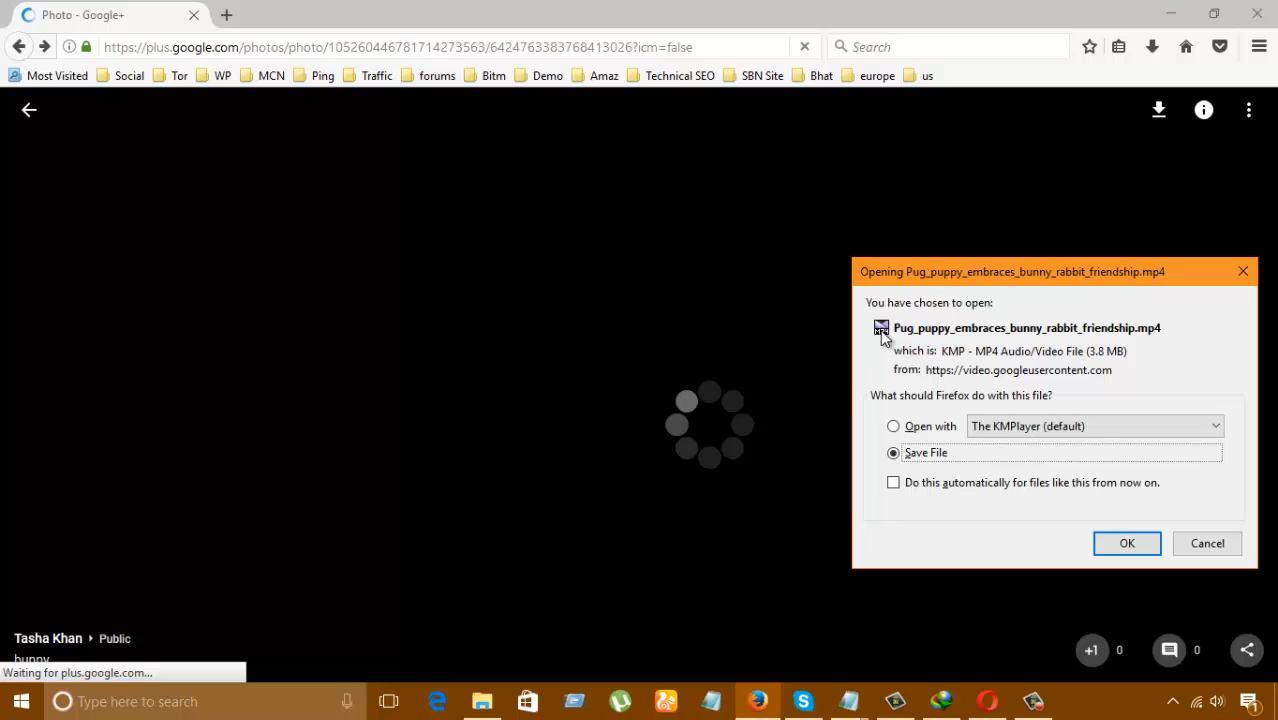 Photo - Google+
https://plus.google.com/photos/photo/105260446781714273563/6424763353768413026?icm=false
Search
Most Visited Social Tor WP MCN Ping Traffic forums Bitm Demo Amaz Technical SEO SBN Site Bhat europe us
Opening Pug_puppy_embraces_bunny_rabbit_friendship.mp4
You have chosen to open:
Pug_puppy_embraces_bunny_rabbit_friendship.mp4
which is: KMP - MP4 Audio/Video File (3.8 MB)
from: https://video.googleusercontent.com
What should Firefox do with this file?
Open with The KMPlayer (default)
Save File
Do this automatically for files like this from now on.
OK Cancel
Tasha Khan Public
bunny
+1 0 0
Waiting for plus.google.com...
Type here to search
1